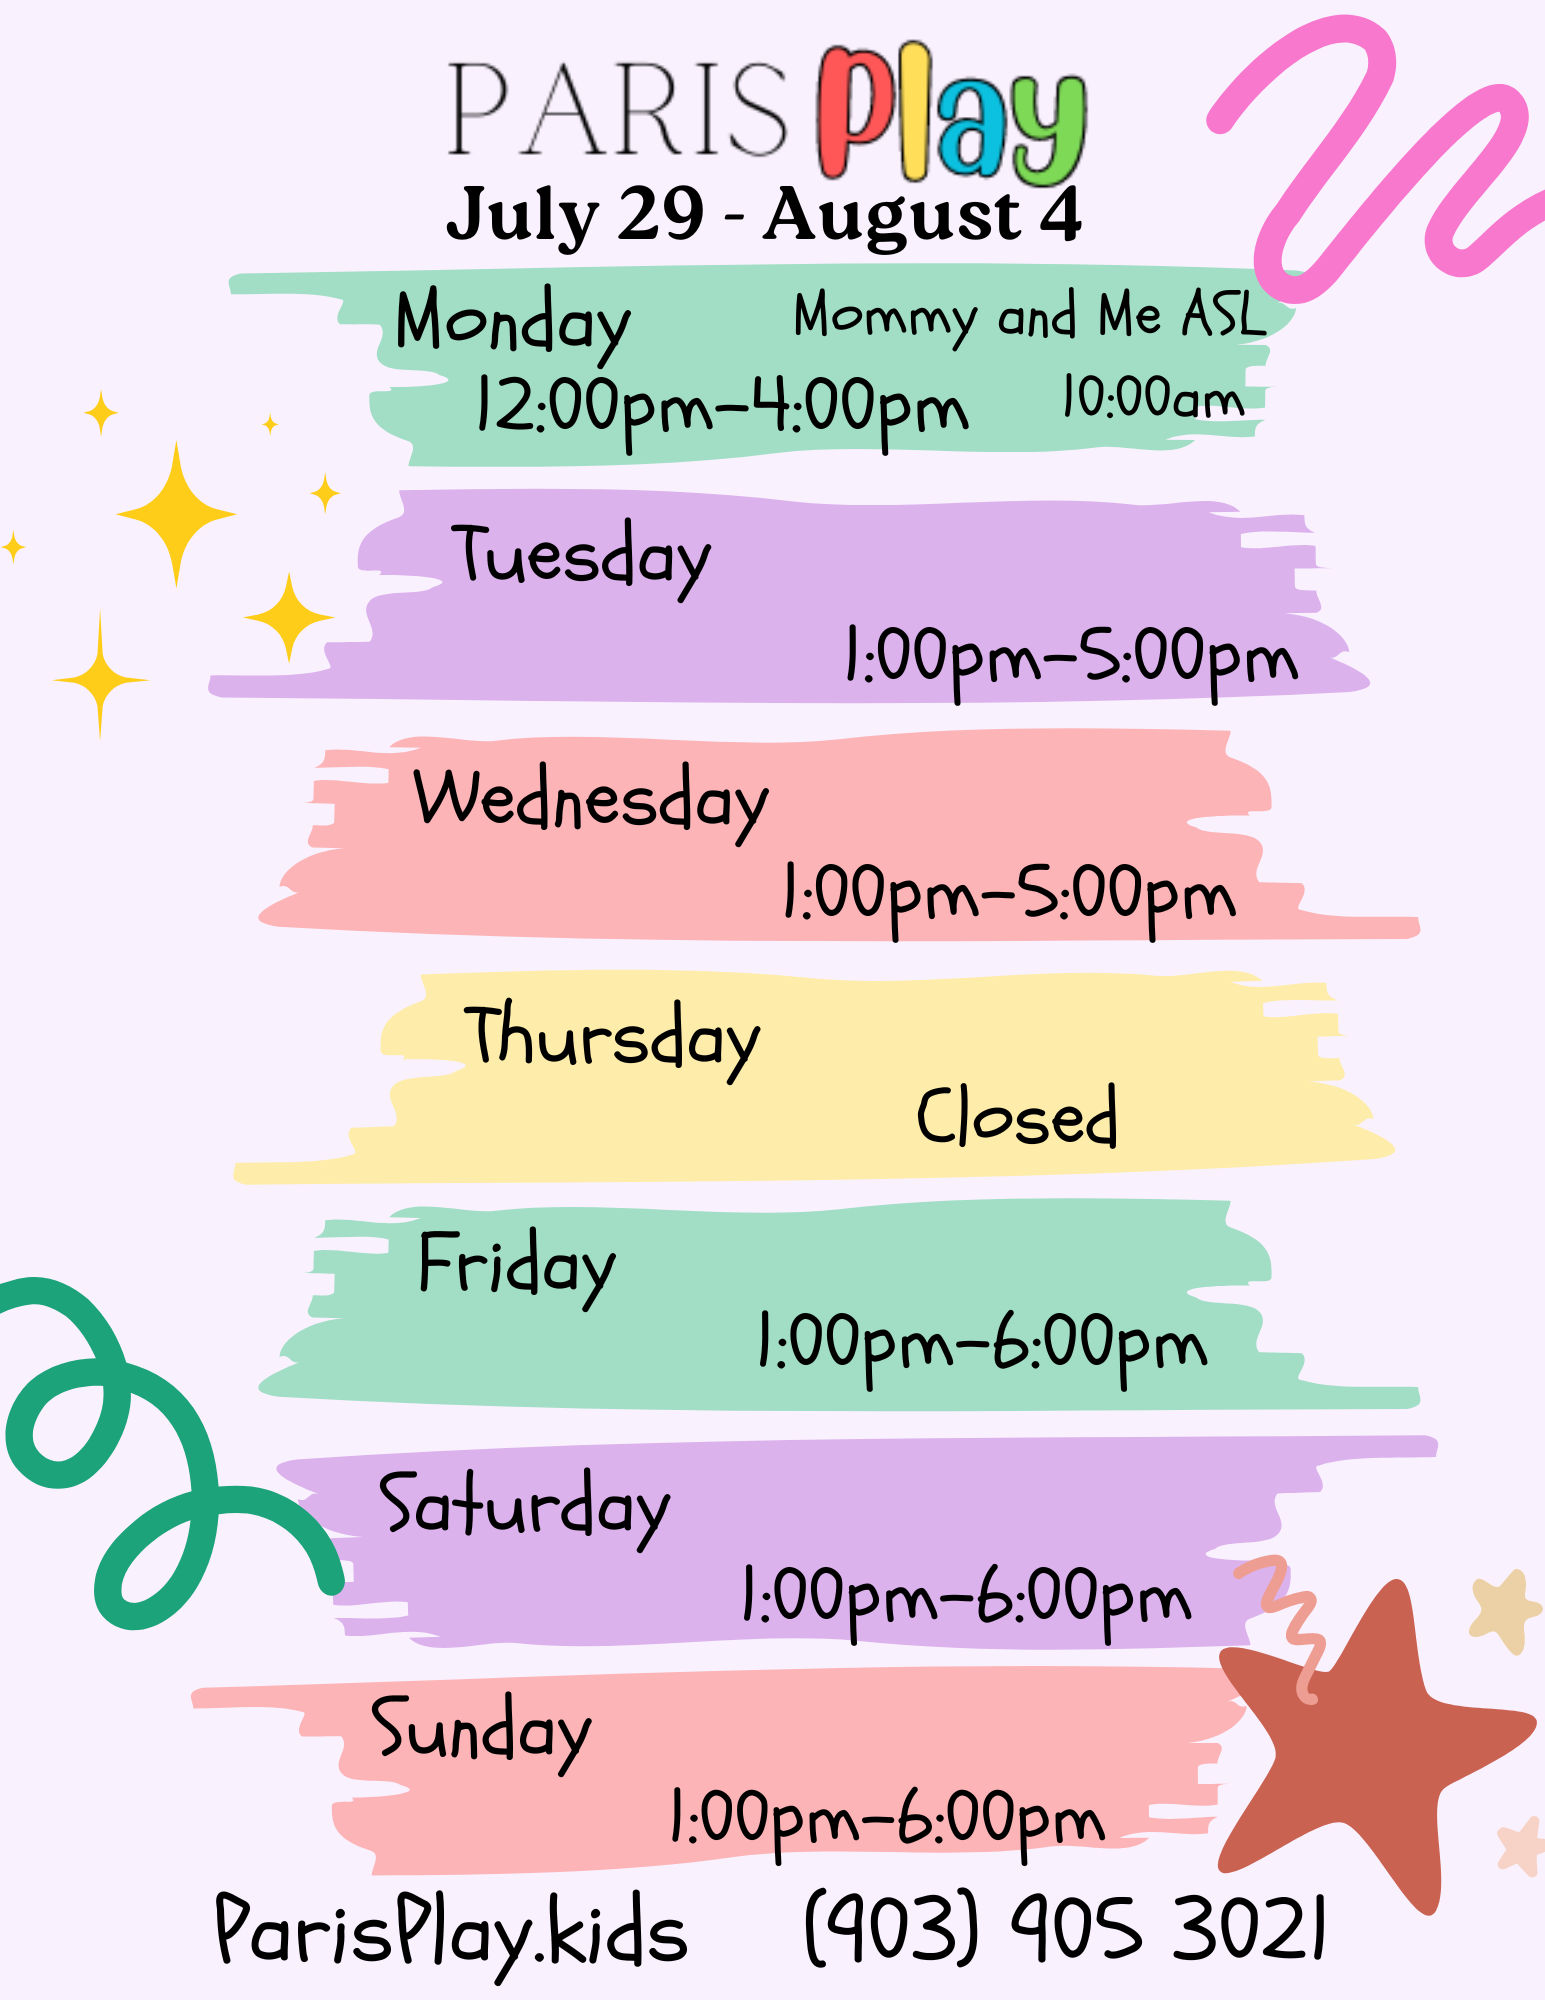 PARIS play
July 29 - August 4
Monday
Mommy and Me ASL
12:00pm-4:00pm
10:00am
Tuesday
1:00pm-5:00pm
Wednesday
1:00pm-5:00pm
Thursday
Closed
Friday
1:00pm-6:00pm
Saturday
1:00pm-6:00pm
Sunday
1:00pm-6:00pm
ParisPlay.kids
(903) 905 3021